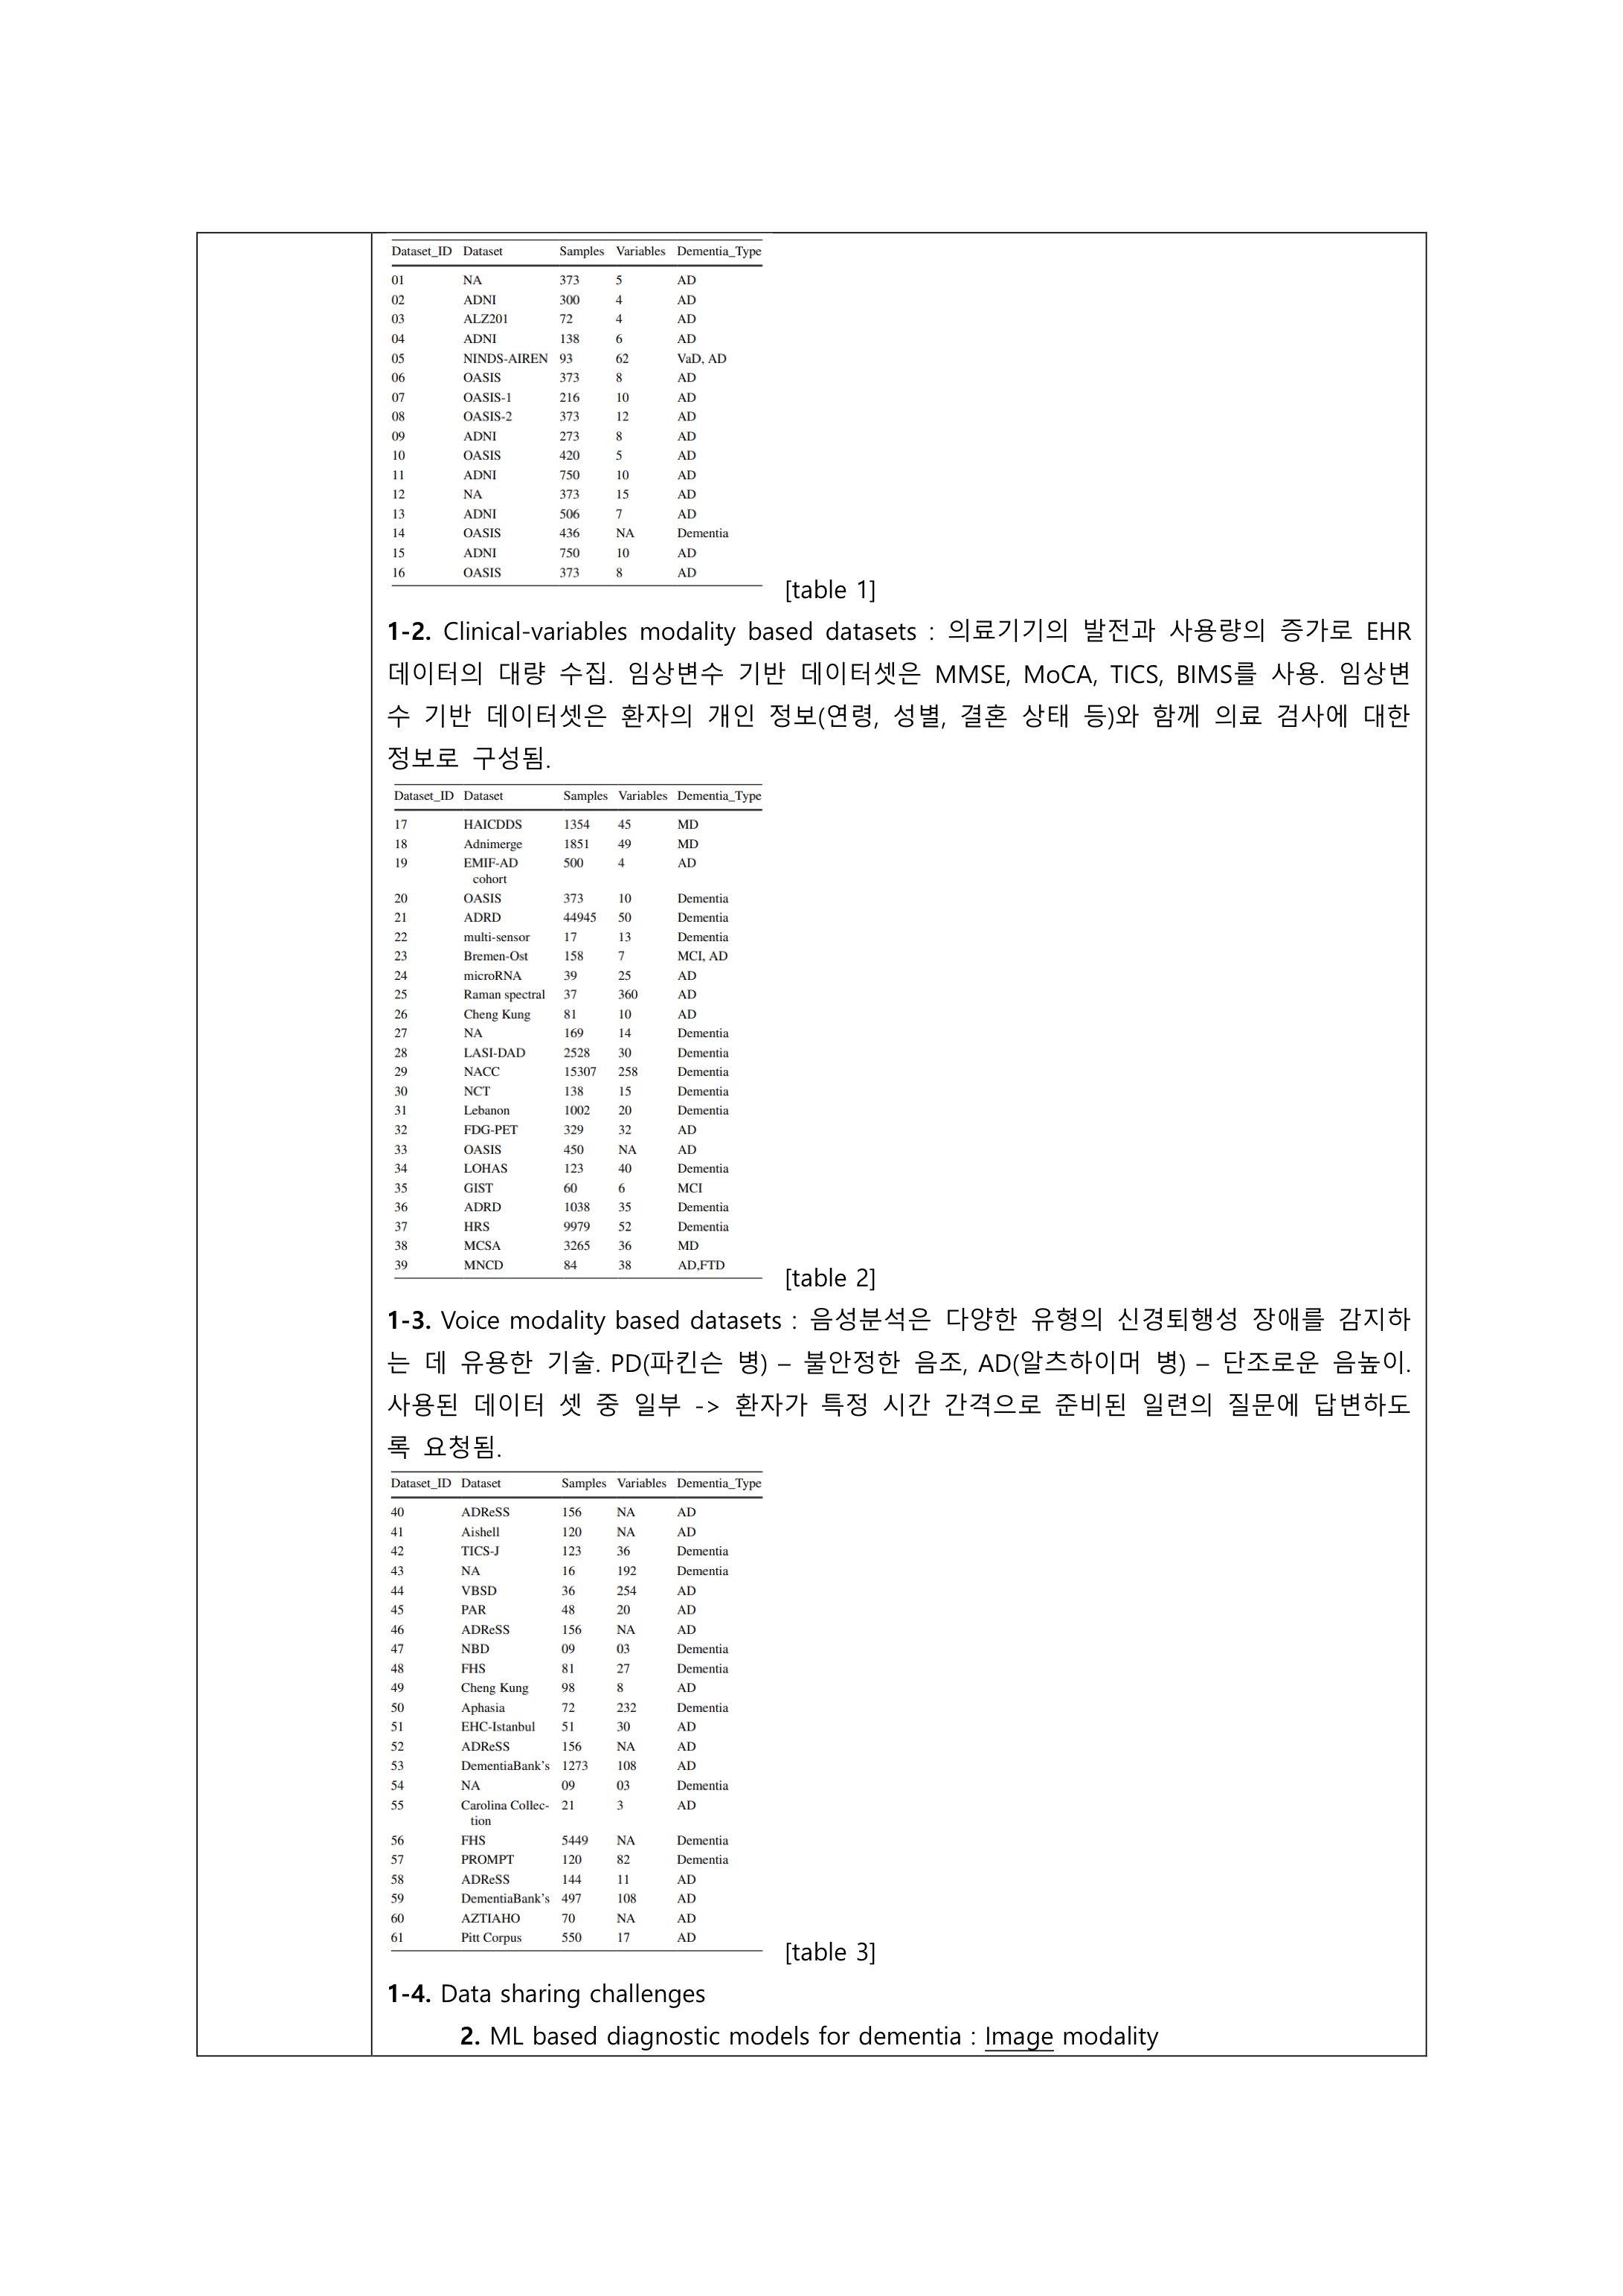 Dataset_ID Dataset Samples Variables Dementia_Type
01 NA 373 5 AD
02 ADNI 300 4 AD
03 ALZ201 72 4 AD
04 ADNI 138 6 AD
05 NINDS-AIREN 93 62 VaD, AD
06 OASIS 373 8 AD
07 OASIS-1 216 10 AD
08 OASIS-2 373 12 AD
09 ADNI 273 8 AD
10 OASIS 420 5 AD
11 ADNI 750 10 AD
12 NA 373 15 AD
13 ADNI 506 7 AD
14 OASIS 436 NA Dementia
15 ADNI 750 10 AD
16 OASIS 373 8 AD
[table 1]
1-2. Clinical-variables modality based datasets : 의료기기의 발전과 사용량의 증가로 EHR
데이터의 대량 수집. 임상변수 기반 데이터셋은 MMSE, MoCA, TICS, BIMS를 사용. 임상변
수 기반 데이터셋은 환자의 개인 정보(연령, 성별, 결혼 상태 등)와 함께 의료 검사에 대한
정보로 구성됨.
Dataset_ID Dataset Samples Variables Dementia_Type
17 HAICDDS 1354 45 MD
18 Adnimerge 1851 49 MD
19 EMIF-AD 500 4 AD
cohort
20 OASIS 373 10 Dementia
21 ADRD 44945 50 Dementia
22 multi-sensor 17 13 Dementia
23 Bremen-Ost 158 7 MCI, AD
24 microRNA 39 25 AD
25 Raman spectral 37 360 AD
26 Cheng Kung 81 10 AD
27 NA 169 14 Dementia
28 LASI-DAD 2528 30 Dementia
29 NACC 15307 258 Dementia
30 NCT 138 15 Dementia
31 Lebanon 1002 20 Dementia
32 FDG-PET 329 32 AD
33 OASIS 450 NA AD
34 LOHAS 123 40 Dementia
35 GIST 60 6 MCI
36 ADRD 1038 35 Dementia
37 HRS 9979 52 Dementia
38 MCSA 3265 36 MD
39 MNCD 84 38 AD,FTD
[table 2]
1-3. Voice modality based datasets : 음성분석은 다양한 유형의 신경퇴행성 장애를 감지하
는 데 유용한 기술. PD(파킨슨 병) – 불안정한 음조, AD(알츠하이머 병) – 단조로운 음높이.
사용된 데이터 셋 중 일부 -> 환자가 특정 시간 간격으로 준비된 일련의 질문에 답변하도
록 요청됨.
Dataset_ID Dataset Samples Variables Dementia_Type
40 ADReSS 156 NA AD
41 Aishell 120 NA AD
42 TICS-J 123 36 Dementia
43 NA 16 192 Dementia
44 VBSD 36 254 AD
45 PAR 48 20 AD
46 ADReSS 156 NA AD
47 NBD 09 03 Dementia
48 FHS 81 27 Dementia
49 Cheng Kung 98 8 AD
50 Aphasia 72 232 Dementia
51 EHC-Istanbul 51 30 AD
52 ADReSS 156 NA AD
53 DementiaBank's 1273 108 AD
54 NA 09 03 Dementia
55 Carolina Collec- 21 3 AD
tion
56 FHS 5449 NA Dementia
57 PROMPT 120 82 Dementia
58 ADReSS 144 11 AD
59 DementiaBank's 497 108 AD
60 AZTIAHO 70 NA AD
61 Pitt Corpus 550 17 AD
[table 3]
1-4. Data sharing challenges
2. ML based diagnostic models for dementia : Image modality